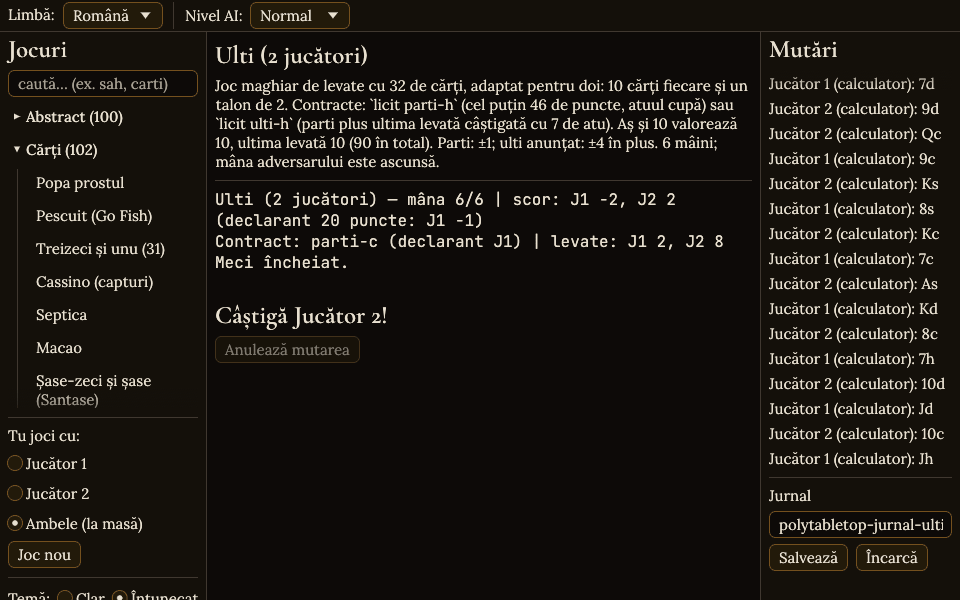 Limbă: Română ▼ Nivel AI: Normal ▼
Jocuri
caută... (ex. sah, carti)
▸ Abstract (100)
▾ Cărți (102)
Popa prostul
Pescuit (Go Fish)
Treizeci și unu (31)
Cassino (capturi)
Septica
Macao
Șase-zeci și șase
(Santase)
Tu joci cu:
Jucător 1
Jucător 2
Ambele (la masă)
Joc nou
Temă: Clar Întunecat
Ulti (2 jucători)
Joc maghiar de levate cu 32 de cărți, adaptat pentru doi: 10 cărți fiecare și un
talon de 2. Contracte: `licit parti-h` (cel puțin 46 de puncte, atuul cupă) sau
`licit ulti-h` (parti plus ultima levată câștigată cu 7 de atu). Aș și 10 valorează
10, ultima levată 10 (90 în total). Parti: ±1; ulti anunțat: ±4 în plus. 6 mâini;
mâna adversarului este ascunsă.
Ulti (2 jucători) — mâna 6/6 | scor: J1 -2, J2 2
(declarant 20 puncte: J1 -1)
Contract: parti-c (declarant J1) | levate: J1 2, J2 8
Meci încheiat.
Câștigă Jucător 2!
Anulează mutarea
Mutări
Jucător 1 (calculator): 7d
Jucător 2 (calculator): 9d
Jucător 2 (calculator): Qc
Jucător 1 (calculator): 9c
Jucător 2 (calculator): Ks
Jucător 1 (calculator): 8s
Jucător 2 (calculator): Kc
Jucător 1 (calculator): 7c
Jucător 2 (calculator): As
Jucător 1 (calculator): Kd
Jucător 2 (calculator): 8c
Jucător 1 (calculator): 7h
Jucător 2 (calculator): 10d
Jucător 1 (calculator): Jd
Jucător 2 (calculator): 10c
Jucător 1 (calculator): Jh
Jurnal
polytabletop-jurnal-ulti
Salvează Încarcă